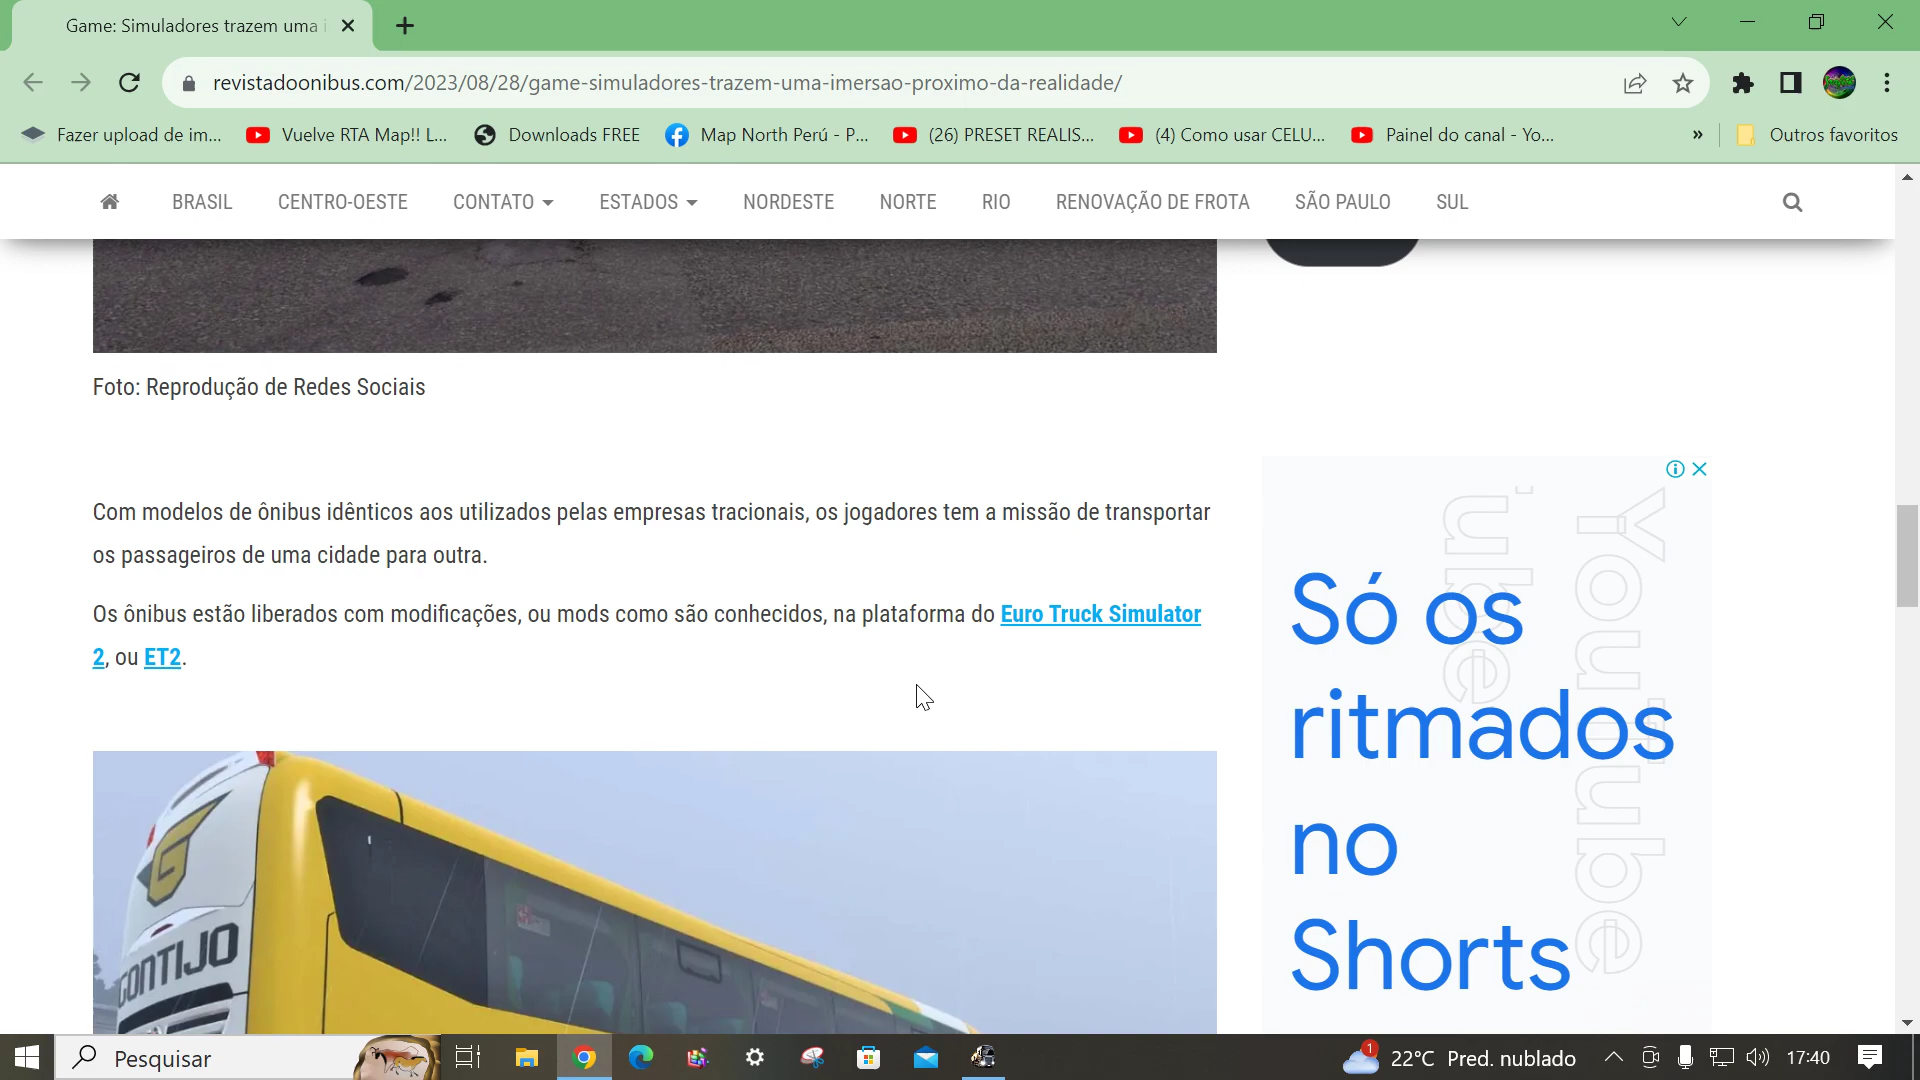 Game: Simuladores trazem uma i
revistadoonibus.com/2023/08/28/game-simuladores-trazem-uma-imersao-proximo-da-realidade/
Fazer upload de im... Vuelve RTA Map!! L... Downloads FREE Map North Perú - P... (26) PRESET REALIS... (4) Como usar CELU... Painel do canal - Yo... » Outros favoritos
BRASIL CENTRO-OESTE CONTATO ESTADOS NORDESTE NORTE RIO RENOVAÇÃO DE FROTA SÃO PAULO SUL
Foto: Reprodução de Redes Sociais
Com modelos de ônibus idênticos aos utilizados pelas empresas tracionais, os jogadores tem a missão de transportar
os passageiros de uma cidade para outra.
Os ônibus estão liberados com modificações, ou mods como são conhecidos, na plataforma do Euro Truck Simulator
2, ou ET2.
G
GONTIJO
YouTube
Só os
ritmados
no
Shorts
Pesquisar
1
22°C Pred. nublado
17:40